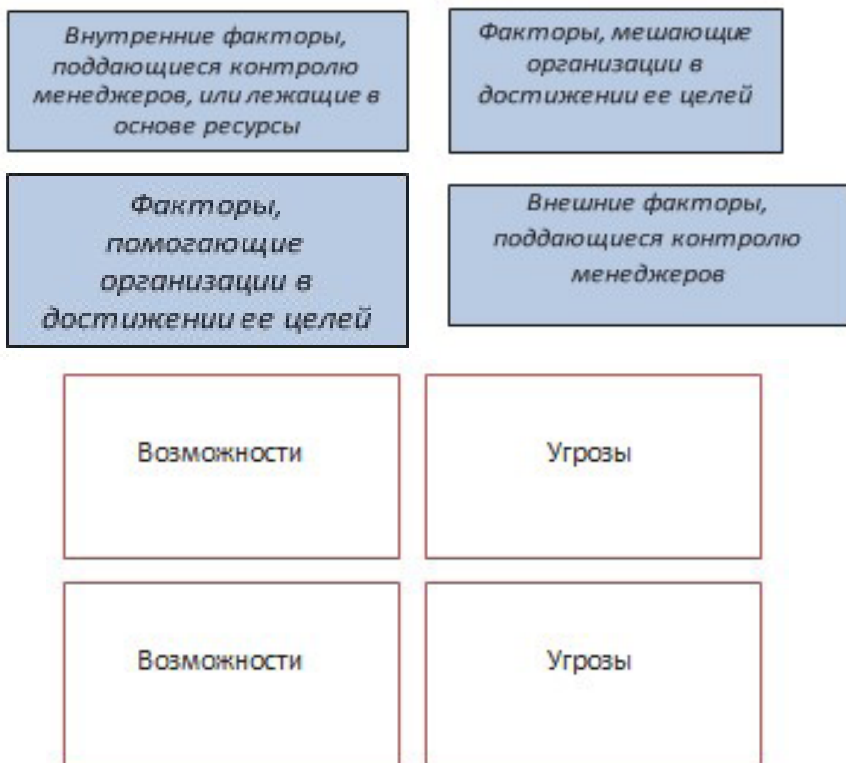 Внутренние факторы,
поддающиеся контролю
менеджеров, или лежащие в
основе ресурсы
Факторы, мешающие
организации в
достижении ее целей
Факторы,
помогающие
организации в
достижении ее целей
Внешние факторы,
поддающиеся контролю
менеджеров
Возможности
Угрозы
Возможности
Угрозы